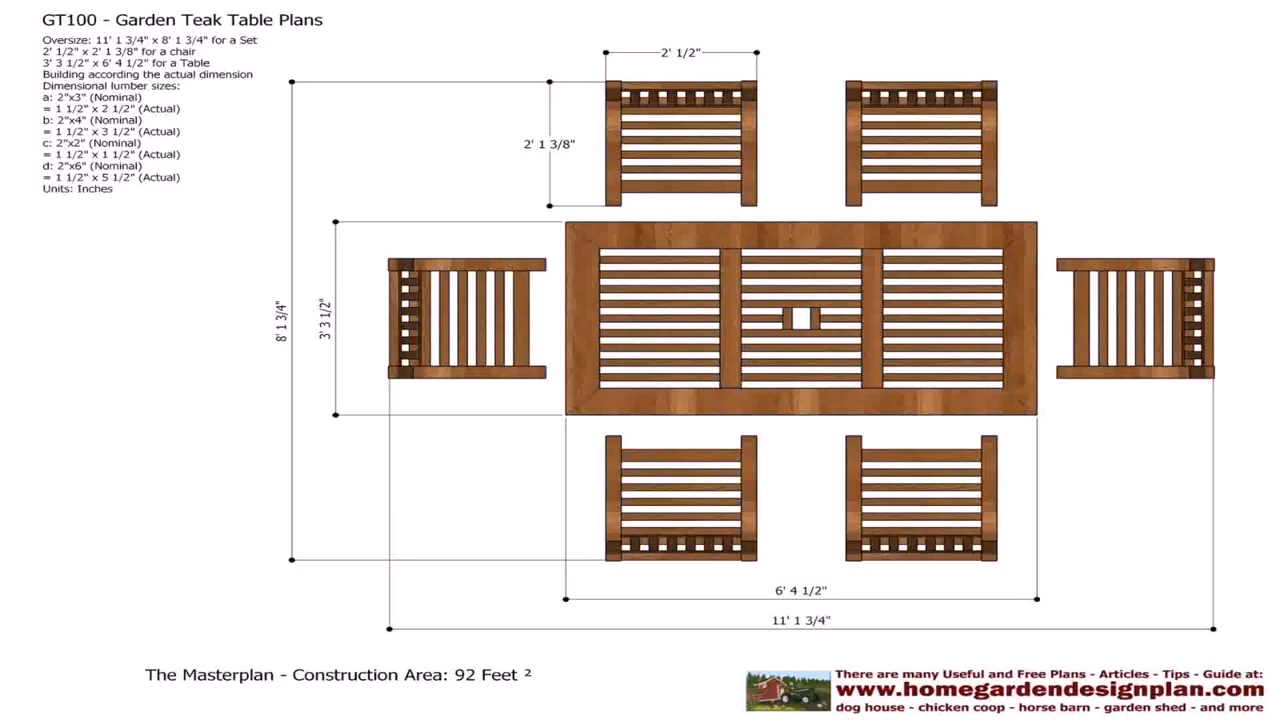 GT100 - Garden Teak Table Plans
Oversize: 11' 1 3/4" x 8' 1 3/4" for a Set
2' 1/2" x 2' 1 3/8" for a chair
3' 3 1/2" x 6' 4 1/2" for a Table
Building according the actual dimension
Dimensional lumber sizes:
a: 2"x3" (Nominal)
= 1 1/2" x 2 1/2" (Actual)
b: 2"x4" (Nominal)
= 1 1/2" x 3 1/2" (Actual)
c: 2"x2" (Nominal)
= 1 1/2" x 1 1/2" (Actual)
d: 2"x6" (Nominal)
= 1 1/2" x 5 1/2" (Actual)
Units: Inches
2' 1/2"
2' 1 3/8"
8' 1 3/4"
3' 3 1/2"
6' 4 1/2"
11' 1 3/4"
The Masterplan - Construction Area: 92 Feet ²
There are many Useful and Free Plans - Articles - Tips - Guide at:
www.homegardendesignplan.com
dog house - chicken coop - horse barn - garden shed - and more